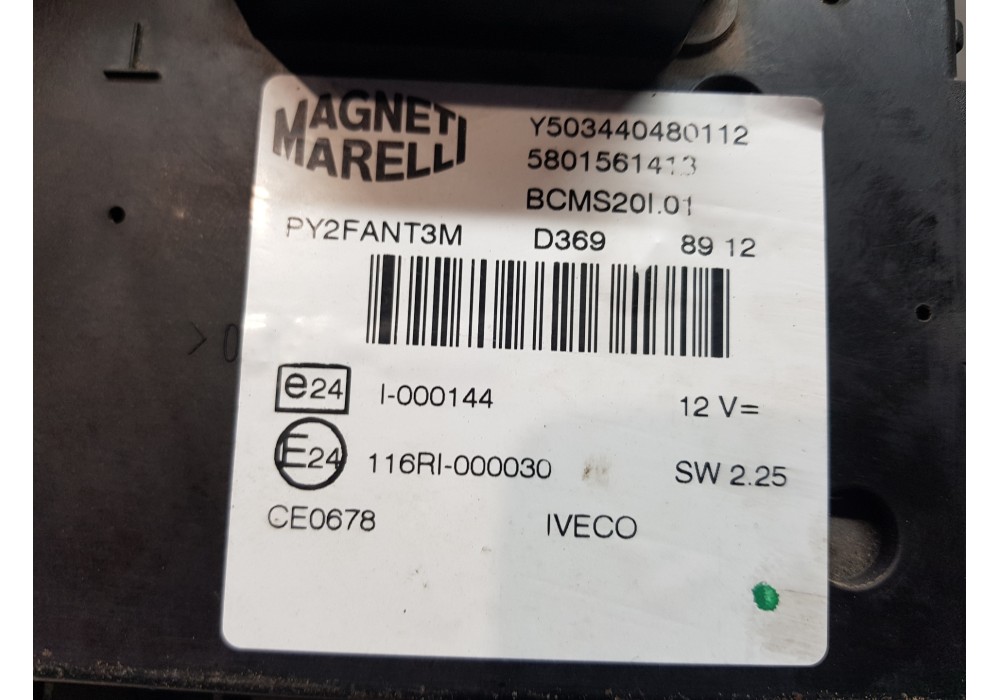 MAGNETI
MARELLI
Y503440480112
5801561413
BCMS20I.01
PY2FANT3M D369 89 12
e24 I-000144 12 V=
E24 116RI-000030 SW 2.25
CE0678 IVECO